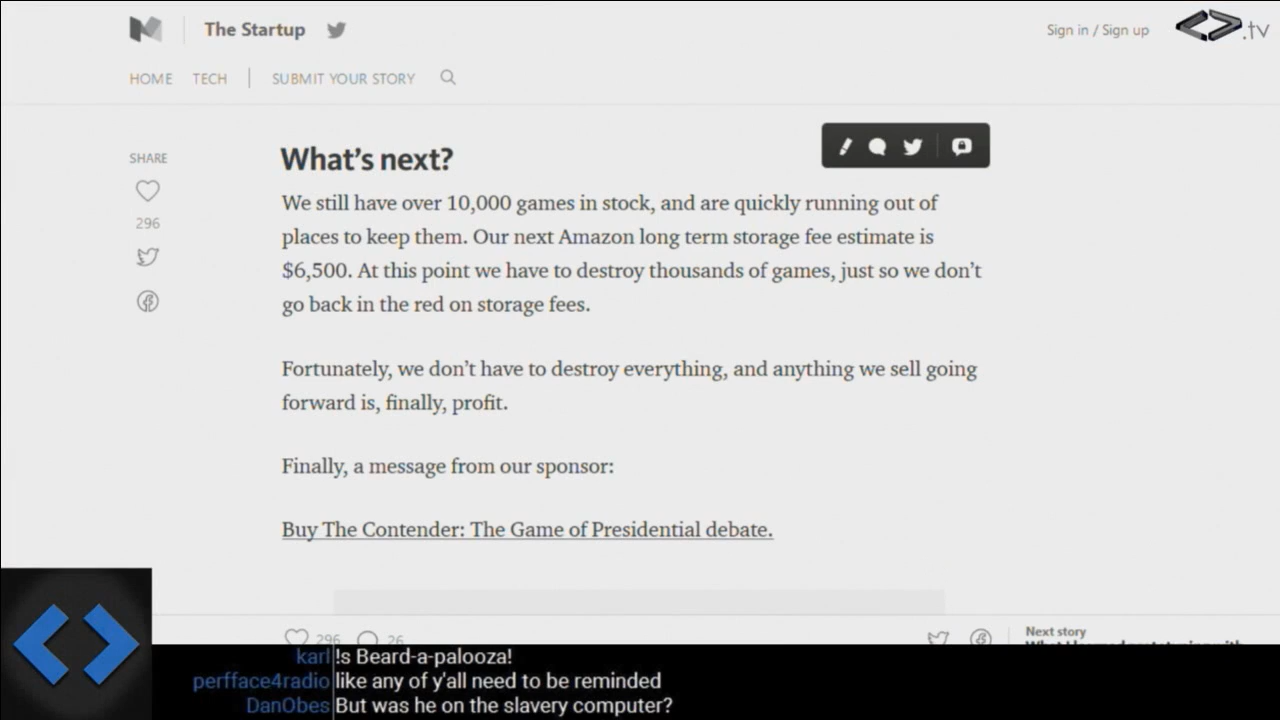 The Startup
Sign in / Sign up
.tv
HOME TECH SUBMIT YOUR STORY
SHARE
296
What's next?
We still have over 10,000 games in stock, and are quickly running out of
places to keep them. Our next Amazon long term storage fee estimate is
$6,500. At this point we have to destroy thousands of games, just so we don't
go back in the red on storage fees.
Fortunately, we don't have to destroy everything, and anything we sell going
forward is, finally, profit.
Finally, a message from our sponsor:
Buy The Contender: The Game of Presidential debate.
296 26
Next story
karl !s Beard-a-palooza!
perfface4radio like any of y'all need to be reminded
DanObes But was he on the slavery computer?